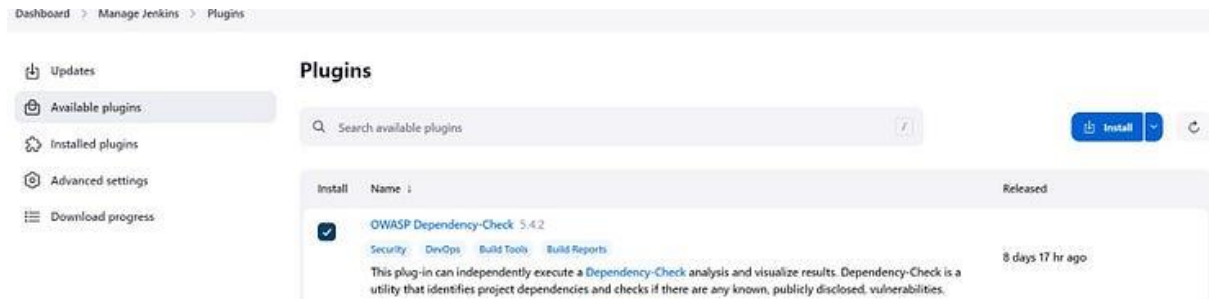 Dashboard > Manage Jenkins > Plugins
Updates
Available plugins
Installed plugins
Advanced settings
Download progress
Plugins
Search available plugins
/
Install
Install Name ↓ Released
OWASP Dependency-Check 5.4.2
Security DevOps Build Tools Build Reports
This plug-in can independently execute a Dependency-Check analysis and visualize results. Dependency-Check is a
utility that identifies project dependencies and checks if there are any known, publicly disclosed, vulnerabilities.
8 days 17 hr ago